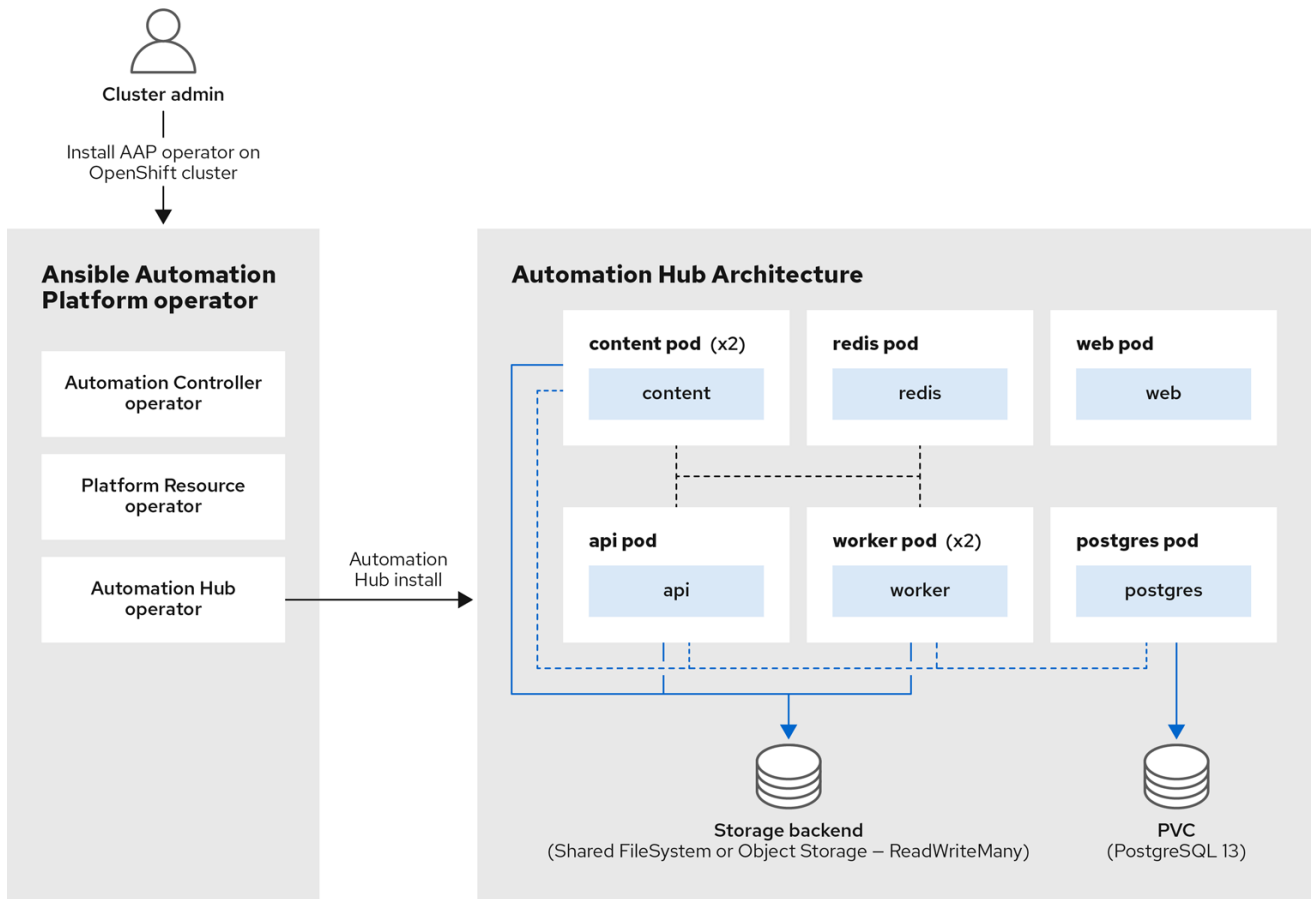 Cluster admin
Install AAP operator on
OpenShift cluster
Ansible Automation
Platform operator
Automation Controller
operator
Platform Resource
operator
Automation Hub
operator
Automation
Hub install
Automation Hub Architecture
content pod (x2)
content
redis pod
redis
web pod
web
api pod
api
worker pod (x2)
worker
postgres pod
postgres
Storage backend
(Shared FileSystem or Object Storage — ReadWriteMany)
PVC
(PostgreSQL 13)